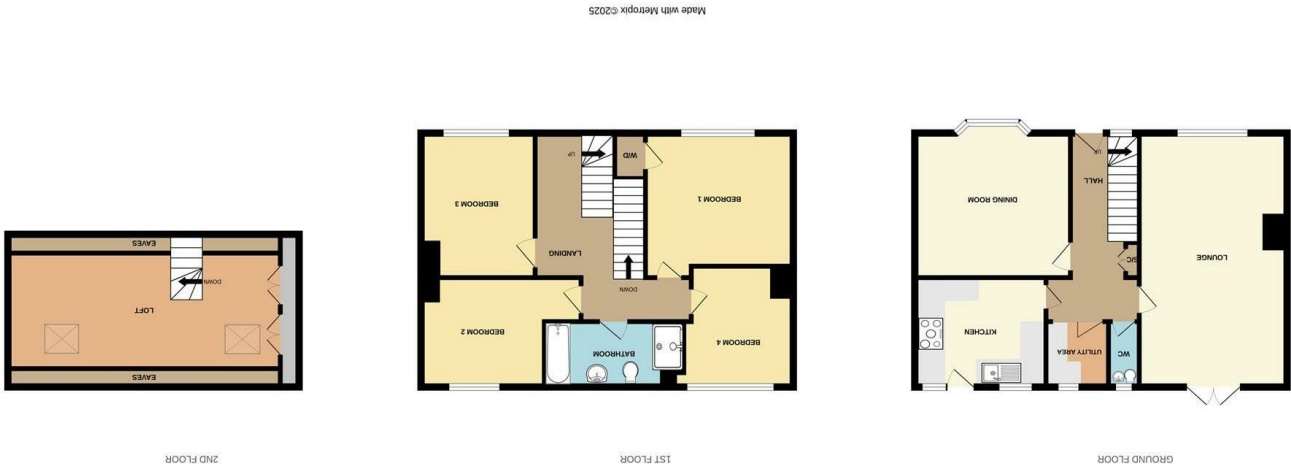 GROUND FLOOR
WC
UTILITY AREA
KITCHEN
LOUNGE
S/C
DINING ROOM
HALL
UP
1ST FLOOR
BEDROOM 4
BATHROOM
BEDROOM 2
DOWN
LANDING
BEDROOM 1
BEDROOM 3
W/D
UP
2ND FLOOR
EAVES
LOFT
DOWN
EAVES
Made with Metropix ©2025